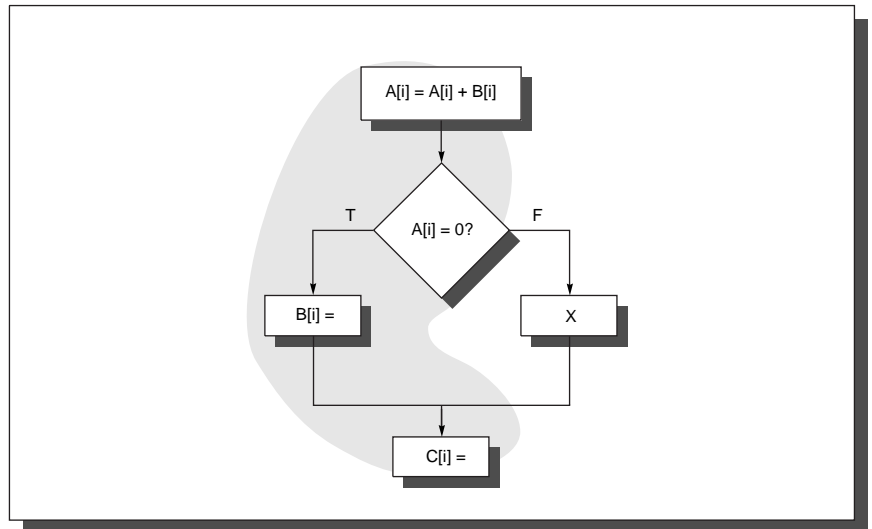 A[i] = A[i] + B[i]
A[i] = 0?
T
F
B[i] =
X
C[i] =